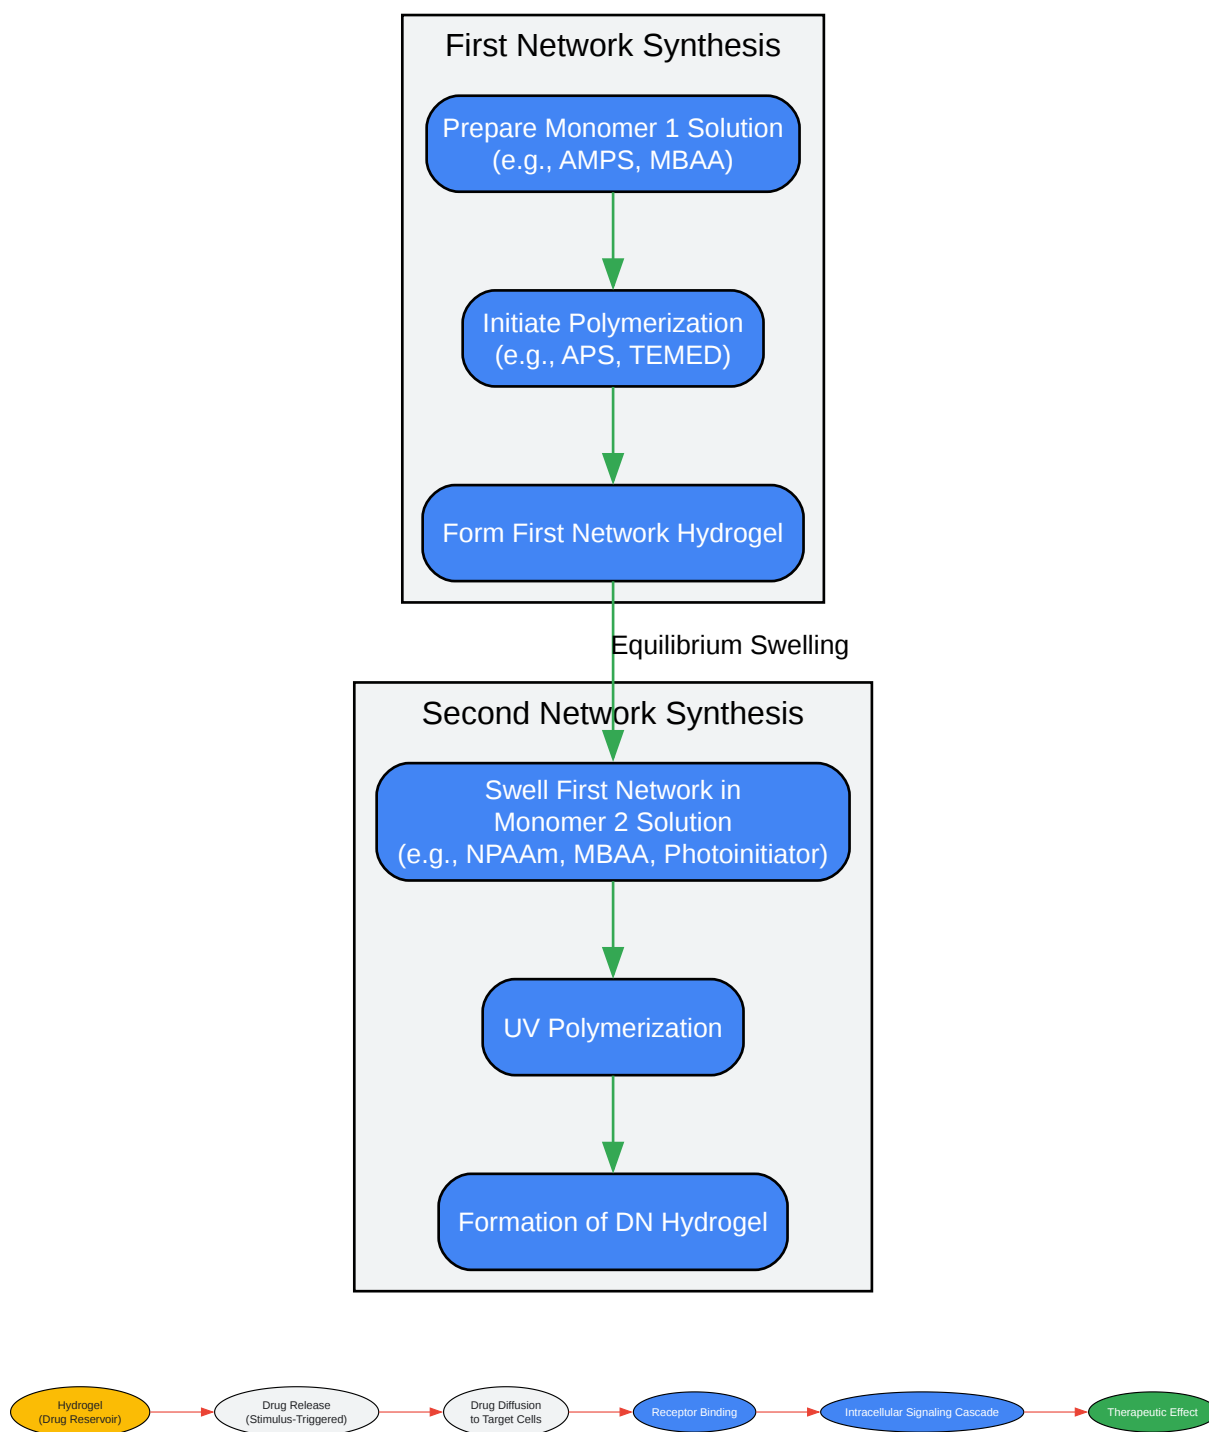 First Network Synthesis
Prepare Monomer 1 Solution
(e.g., AMPS, MBAA)
Initiate Polymerization
(e.g., APS, TEMED)
Form First Network Hydrogel
Equilibrium Swelling
Second Network Synthesis
Swell First Network in
Monomer 2 Solution
(e.g., NPAAm, MBAA, Photoinitiator)
UV Polymerization
Formation of DN Hydrogel
Hydrogel
(Drug Reservoir)
Drug Release
(Stimulus-Triggered)
Drug Diffusion
to Target Cells
Receptor Binding
Intracellular Signaling Cascade
Therapeutic Effect